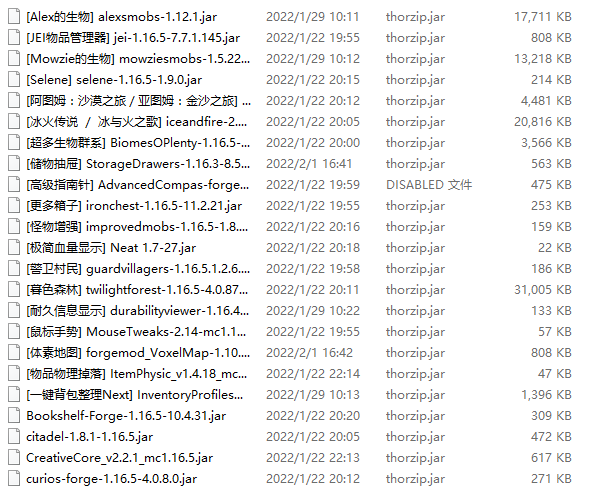 [Alex的生物] alexsmobs-1.12.1.jar 2022/1/29 10:11 thorzip.jar 17,711 KB
[JEI物品管理器] jei-1.16.5-7.7.1.145.jar 2022/1/22 19:55 thorzip.jar 808 KB
[Mowzie的生物] mowziesmobs-1.5.22... 2022/1/29 10:12 thorzip.jar 13,218 KB
[Selene] selene-1.16.5-1.9.0.jar 2022/1/22 20:15 thorzip.jar 214 KB
[阿图姆：沙漠之旅 / 亚图姆：金沙之旅] ... 2022/1/22 20:12 thorzip.jar 4,481 KB
[冰火传说 / 冰与火之歌] iceandfire-2.... 2022/1/22 20:05 thorzip.jar 20,816 KB
[超多生物群系] BiomesOPlenty-1.16.5-... 2022/1/22 20:00 thorzip.jar 3,566 KB
[储物抽屉] StorageDrawers-1.16.3-8.5... 2022/2/1 16:41 thorzip.jar 563 KB
[高级指南针] AdvancedCompas-forge... 2022/1/22 19:59 DISABLED 文件 475 KB
[更多箱子] ironchest-1.16.5-11.2.21.jar 2022/1/22 19:55 thorzip.jar 253 KB
[怪物增强] improvedmobs-1.16.5-1.8.... 2022/1/22 20:16 thorzip.jar 159 KB
[极简血量显示] Neat 1.7-27.jar 2022/1/22 20:18 thorzip.jar 22 KB
[警卫村民] guardvillagers-1.16.5.1.2.6.... 2022/1/22 19:58 thorzip.jar 186 KB
[暮色森林] twilightforest-1.16.5-4.0.87... 2022/1/22 20:11 thorzip.jar 31,005 KB
[耐久信息显示] durabilityviewer-1.16.4... 2022/1/29 10:22 thorzip.jar 133 KB
[鼠标手势] MouseTweaks-2.14-mc1.1... 2022/1/22 19:55 thorzip.jar 57 KB
[体素地图] forgemod_VoxelMap-1.10.... 2022/2/1 16:42 thorzip.jar 808 KB
[物品物理掉落] ItemPhysic_v1.4.18_mc... 2022/1/22 22:14 thorzip.jar 47 KB
[一键背包整理Next] InventoryProfiles... 2022/1/29 10:13 thorzip.jar 1,396 KB
Bookshelf-Forge-1.16.5-10.4.31.jar 2022/1/22 20:20 thorzip.jar 309 KB
citadel-1.8.1-1.16.5.jar 2022/1/22 20:05 thorzip.jar 472 KB
CreativeCore_v2.2.1_mc1.16.5.jar 2022/1/22 22:13 thorzip.jar 617 KB
curios-forge-1.16.5-4.0.8.0.jar 2022/1/22 20:12 thorzip.jar 271 KB